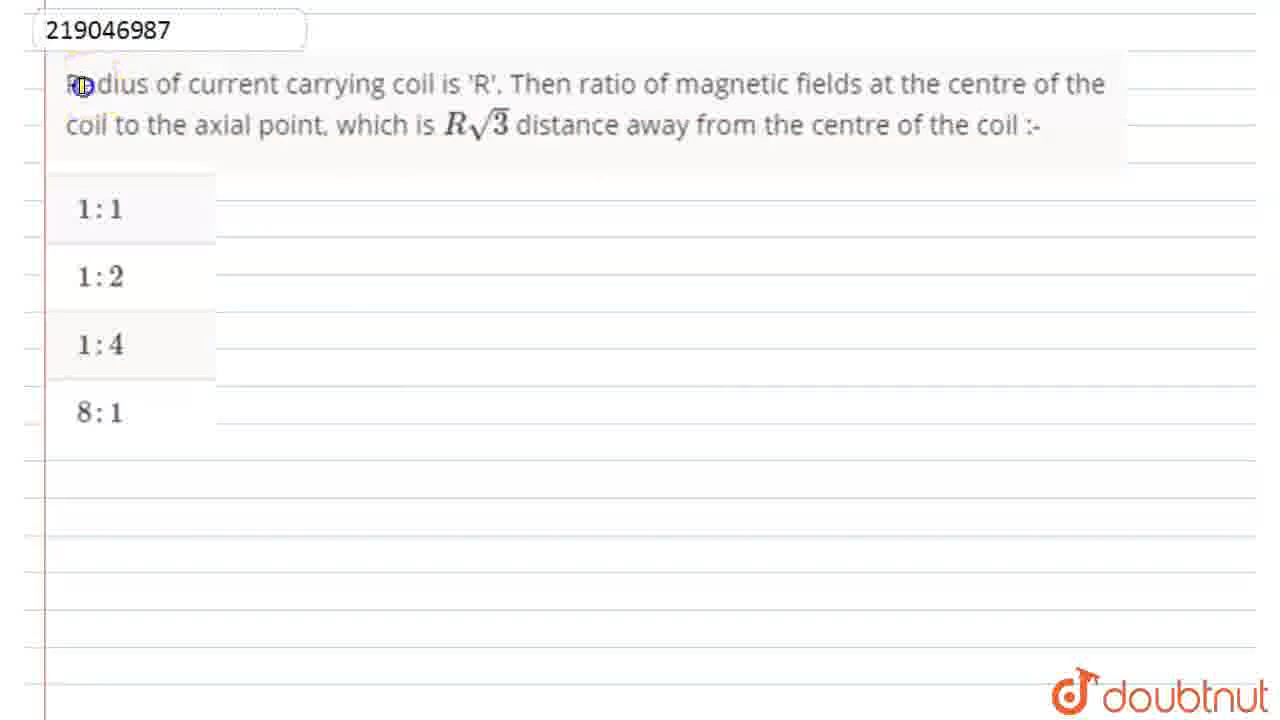 219046987
Radius of current carrying coil is 'R'. Then ratio of magnetic fields at the centre of the
coil to the axial point, which is R√3 distance away from the centre of the coil :-
1 : 1
1 : 2
1 : 4
8 : 1
doubtnut